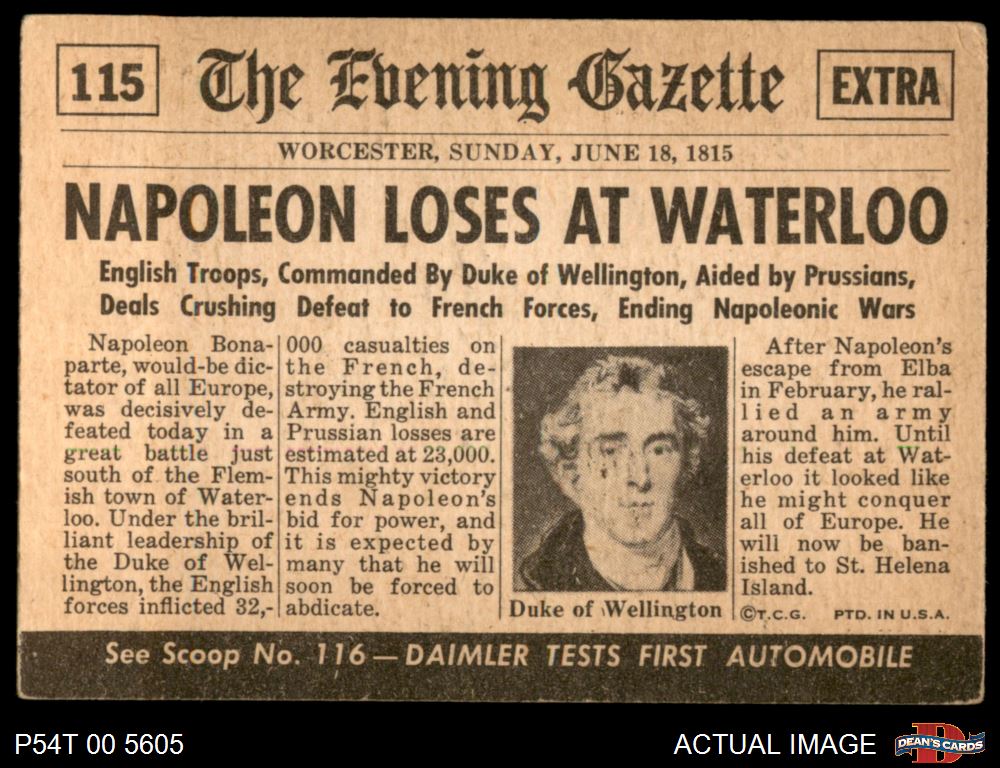 115
The Evening Gazette
EXTRA
WORCESTER, SUNDAY, JUNE 18, 1815
NAPOLEON LOSES AT WATERLOO
English Troops, Commanded By Duke of Wellington, Aided by Prussians,
Deals Crushing Defeat to French Forces, Ending Napoleonic Wars
Napoleon Bona-
parte, would-be dic-
tator of all Europe,
was decisively de-
feated today in a
great battle just
south of the Flem-
ish town of Water-
loo. Under the bril-
liant leadership of
the Duke of Wel-
lington, the English
forces inflicted 32,-
000 casualties on
the French, de-
stroying the French
Army. English and
Prussian losses are
estimated at 23,000.
This mighty victory
ends Napoleon's
bid for power, and
it is expected by
many that he will
soon be forced to
abdicate.
Duke of Wellington
After Napoleon's
escape from Elba
in February, he ral-
lied an army
around him. Until
his defeat at Wat-
erloo it looked like
he might conquer
all of Europe. He
will now be ban-
ished to St. Helena
Island.
©T.C.G. PTD. IN U.S.A.
See Scoop No. 116—DAIMLER TESTS FIRST AUTOMOBILE
P54T 00 5605
ACTUAL IMAGE
D
DEAN'S CARDS